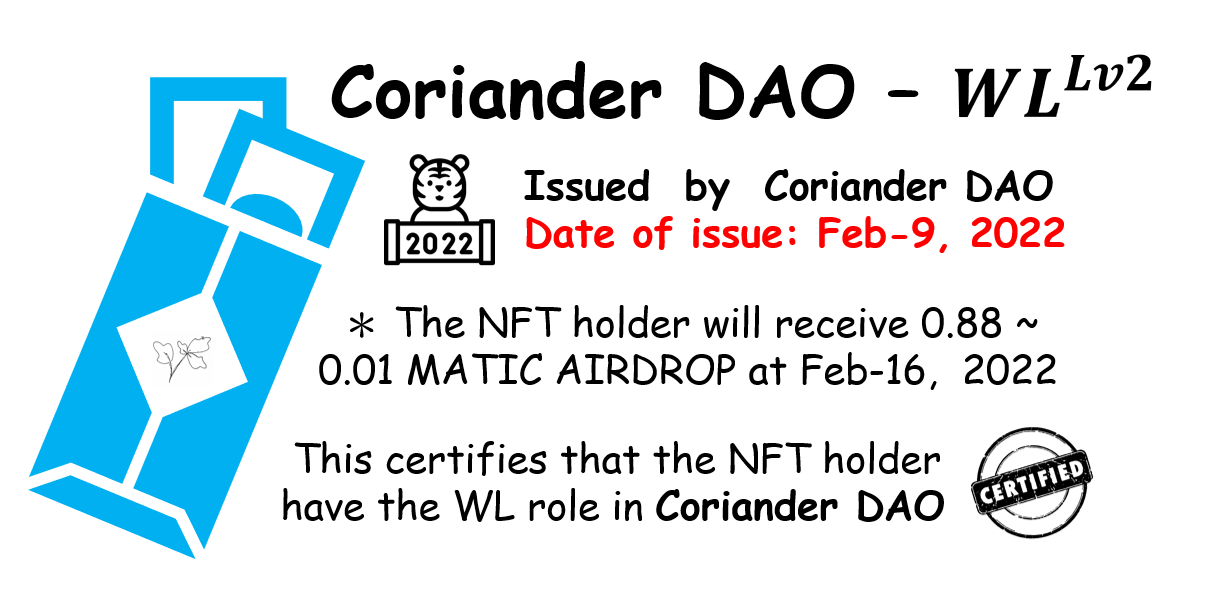 Coriander DAO – WL^Lv2
Issued by Coriander DAO
Date of issue: Feb-9, 2022
2022
* The NFT holder will receive 0.88 ~
0.01 MATIC AIRDROP at Feb-16, 2022
This certifies that the NFT holder
have the WL role in Coriander DAO
CERTIFIED